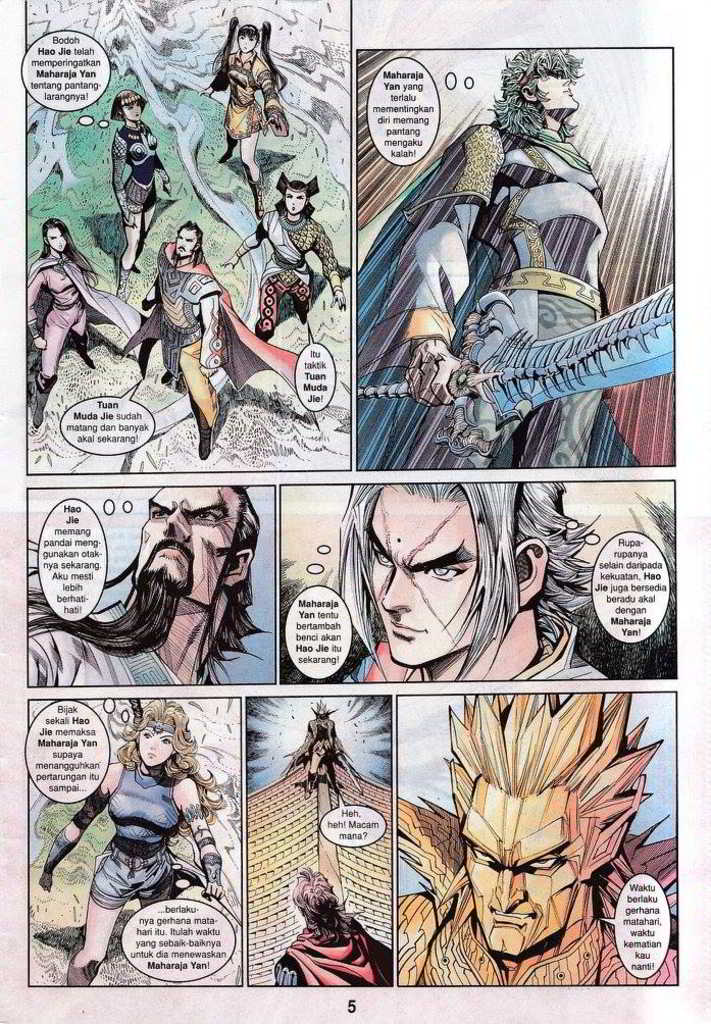 Bodoh
Hao Jie telah
memperingatkan
Maharaja Yan
tentang pantang-
larangnya!
Itu
taktik
Tuan
Muda
Jie!
Tuan
Muda Jie sudah
matang dan banyak
akal sekarang!
Maharaja
Yan yang
terlalu
mementingkan
diri memang
pantang
mengaku
kalah!
Hao
Jie
memang
pandai meng-
gunakan otak-
nya sekarang.
Aku mesti
lebih
berhati-
hati!
Maharaja
Yan tentu
bertambah
benci akan
Hao Jie itu
sekarang!
Rupa-
rupanya
selain daripada
kekuatan, Hao
Jie juga bersedia
beradu akal
dengan
Maharaja
Yan!
Bijak
sekali Hao
Jie memaksa
Maharaja Yan
supaya
menangguhkan
pertarungan itu
sampai...
...berlaku-
nya gerhana mata-
hari itu. Itulah waktu
yang sebaik-baiknya
untuk dia menewaskan
Maharaja Yan!
Heh,
heh! Macam
mana?
Waktu
berlaku
gerhana
matahari,
waktu
kematian
kau
nanti!
5